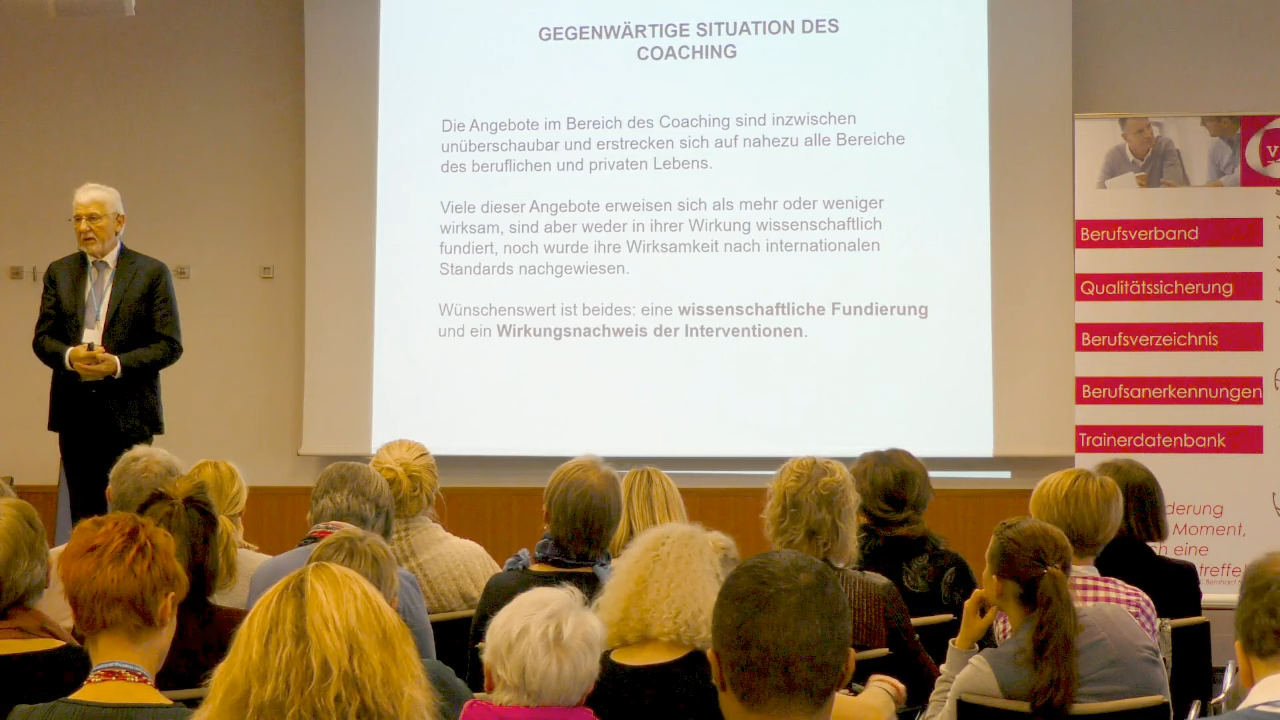 GEGENWÄRTIGE SITUATION DES
COACHING
Die Angebote im Bereich des Coaching sind inzwischen
unüberschaubar und erstrecken sich auf nahezu alle Bereiche
des beruflichen und privaten Lebens.
Viele dieser Angebote erweisen sich als mehr oder weniger
wirksam, sind aber weder in ihrer Wirkung wissenschaftlich
fundiert, noch wurde ihre Wirksamkeit nach internationalen
Standards nachgewiesen.
Wünschenswert ist beides: eine wissenschaftliche Fundierung
und ein Wirkungsnachweis der Interventionen.
Berufsverband
Qualitätssicherung
Berufsverzeichnis
Berufsanerkennungen
Trainerdatenbank
Moment,
eine